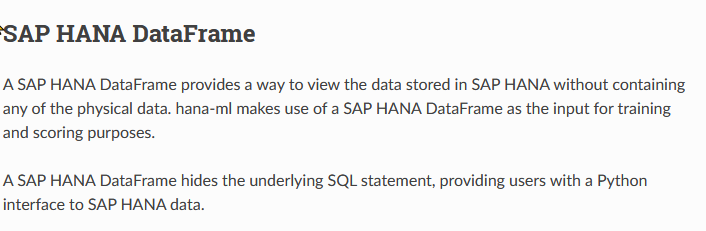 SAP HANA DataFrame
A SAP HANA DataFrame provides a way to view the data stored in SAP HANA without containing
any of the physical data. hana-ml makes use of a SAP HANA DataFrame as the input for training
and scoring purposes.
A SAP HANA DataFrame hides the underlying SQL statement, providing users with a Python
interface to SAP HANA data.